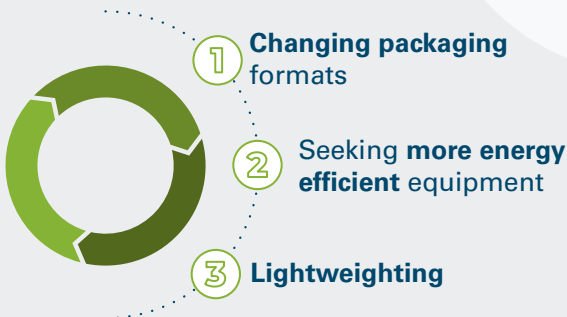 1
Changing packaging
formats
2
Seeking more energy
efficient equipment
3
Lightweighting